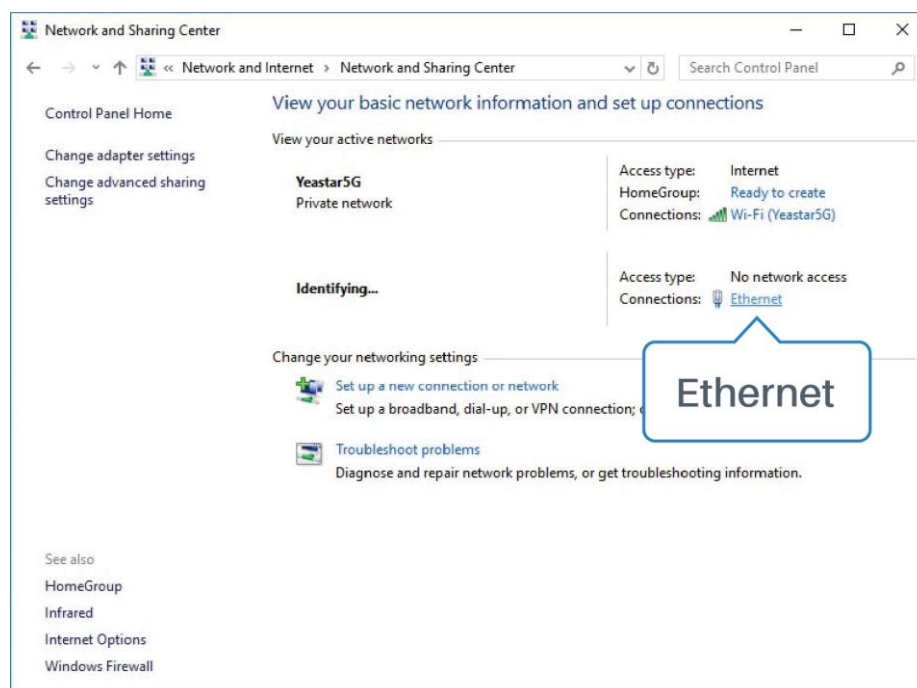 Network and Sharing Center
« Network and Internet > Network and Sharing Center
Search Control Panel
Control Panel Home
Change adapter settings
Change advanced sharing
settings
View your basic network information and set up connections
View your active networks
Yeastar5G
Private network
Access type: Internet
HomeGroup: Ready to create
Connections: Wi-Fi (Yeastar5G)
Identifying...
Access type: No network access
Connections: Ethernet
Ethernet
Change your networking settings
Set up a new connection or network
Set up a broadband, dial-up, or VPN connection;
Troubleshoot problems
Diagnose and repair network problems, or get troubleshooting information.
See also
HomeGroup
Infrared
Internet Options
Windows Firewall